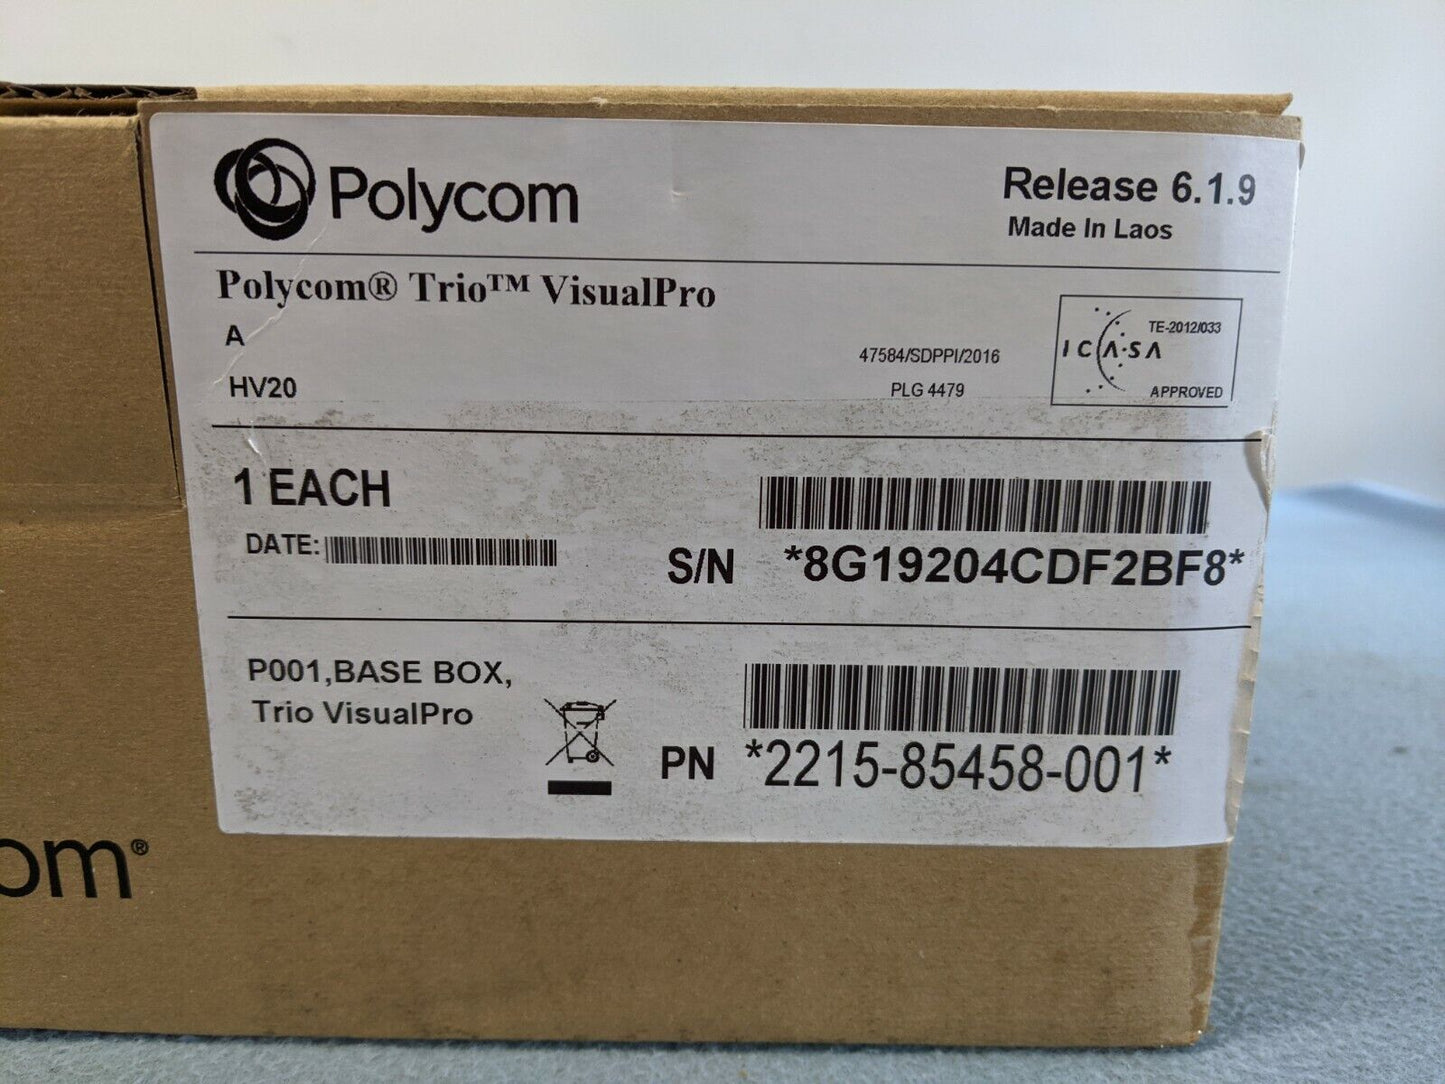 Polycom
Release 6.1.9
Made In Laos
Polycom® Trio™ VisualPro
A
HV20
47584/SDPPI/2016
PLG 4479
TE-2012/033
ICASA
APPROVED
1 EACH
DATE:
S/N *8G19204CDF2BF8*
P001,BASE BOX,
Trio VisualPro
PN *2215-85458-001*
om®